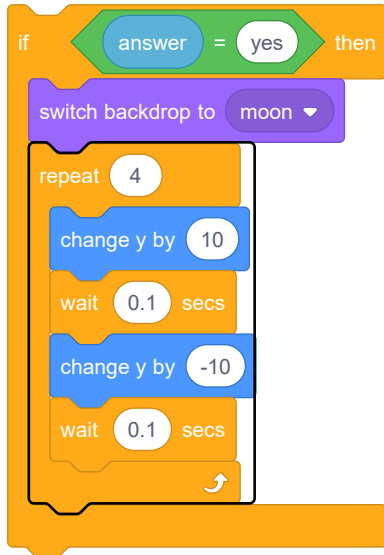 if answer = yes then
switch backdrop to moon
repeat 4
change y by 10
wait 0.1 secs
change y by -10
wait 0.1 secs